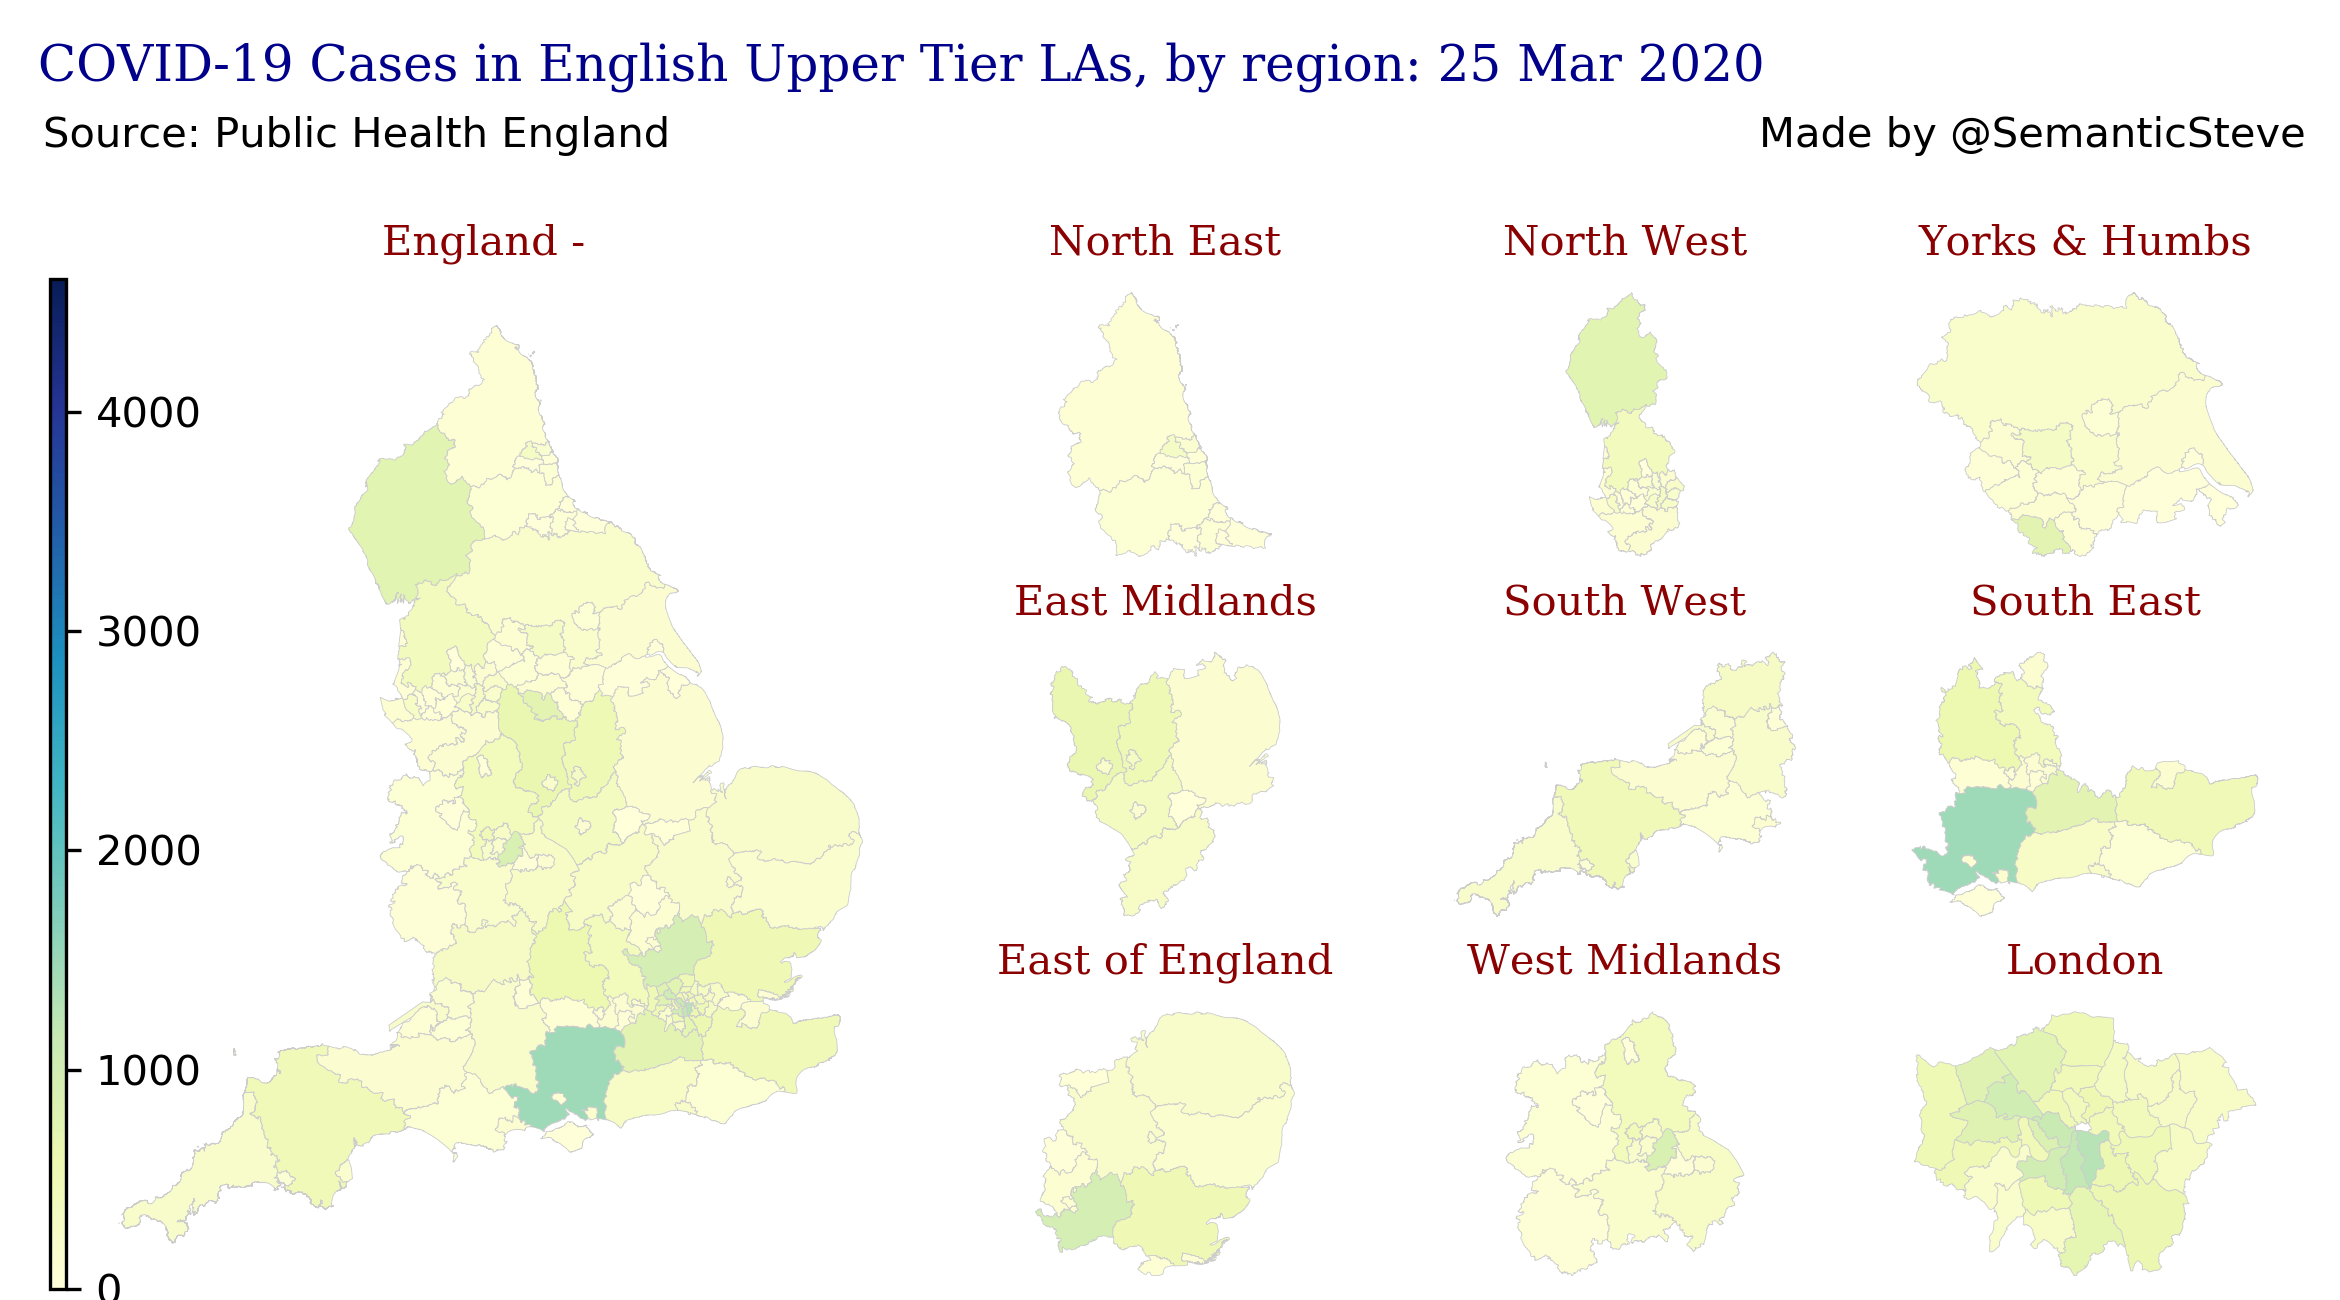 COVID-19 Cases in English Upper Tier LAs, by region: 25 Mar 2020
Source: Public Health England
Made by @SemanticSteve
England -
North East
North West
Yorks & Humbs
4000
3000
2000
1000
0
East Midlands
South West
South East
East of England
West Midlands
London